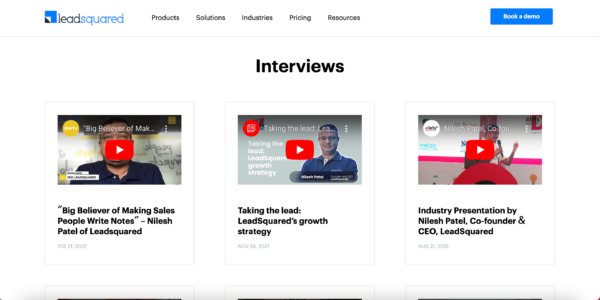 leadsquared
Products Solutions Industries Pricing Resources
Book a demo
Interviews
"Big Believer of Mak...
Taking the lead: Lea...
Nilesh Patel, Co-fou...
Taking the
lead:
LeadSquared's
growth
strategy
Nilesh Patel
"Big Believer of Making Sales
People Write Notes" – Nilesh
Patel of Leadsquared
FEB 21, 2022
Taking the lead:
LeadSquared's growth
strategy
NOV 26, 2021
Industry Presentation by
Nilesh Patel, Co-founder &
CEO, LeadSquared